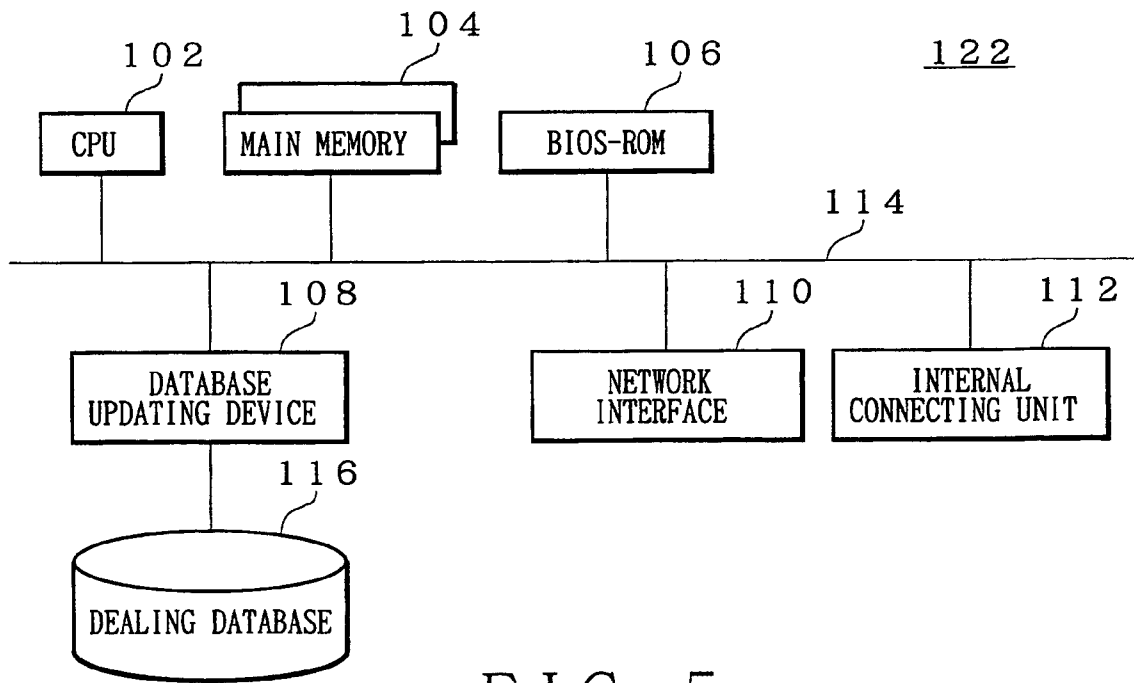 104
102
106
122
CPU
MAIN MEMORY
BIOS-ROM
114
108
110
112
DATABASE
UPDATING DEVICE
NETWORK
INTERFACE
INTERNAL
CONNECTING UNIT
116
DEALING DATABASE